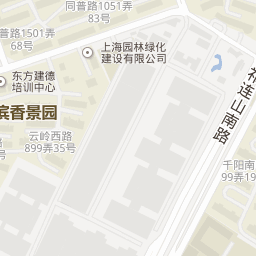 同普路1051弄
83号
普路1501弄
68号
上海园林绿化
建设有限公司
东方建德
培训中心
滨香景园
云岭西路
899弄35号
祁连山南路
千阳南
99弄19